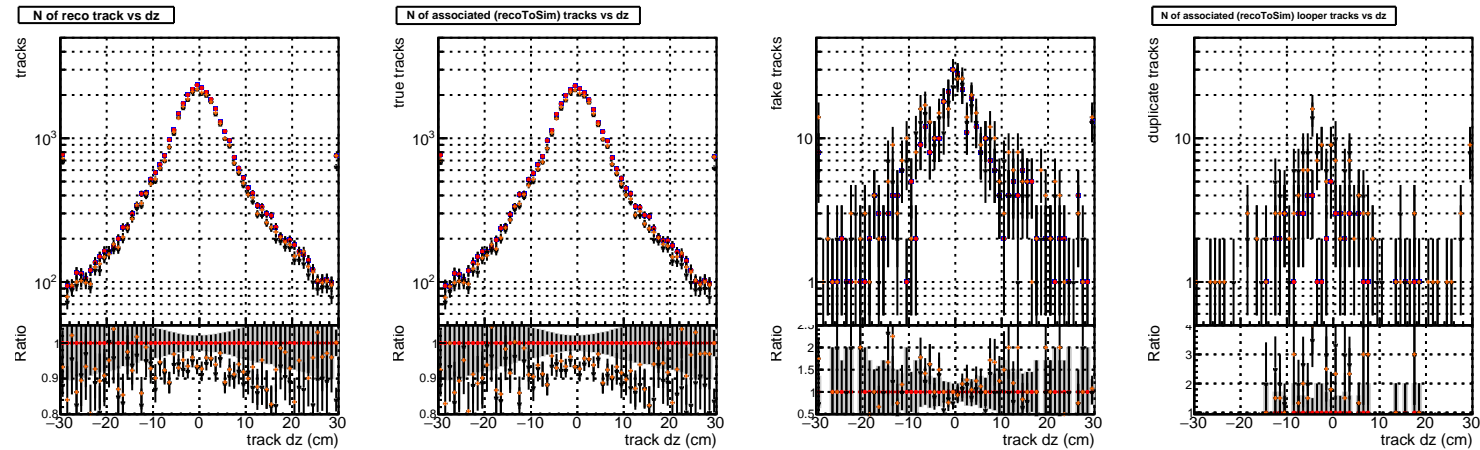 N of reco track vs dz
tracks
10³
10²
Ratio
1
0.9
0.8
−30 −20 −10 0 10 20 30
track dz (cm)
N of associated (recoToSim) tracks vs dz
true tracks
10³
10²
Ratio
1
0.9
0.8
−30 −20 −10 0 10 20 30
track dz (cm)
fake tracks
10
1
Ratio
2.5
2
1.5
1
0.5
−30 −20 −10 0 10 20 30
track dz (cm)
N of associated (recoToSim) looper tracks vs dz
duplicate tracks
10
1
Ratio
4
3
2
1
−30 −20 −10 0 10 20 30
track dz (cm)